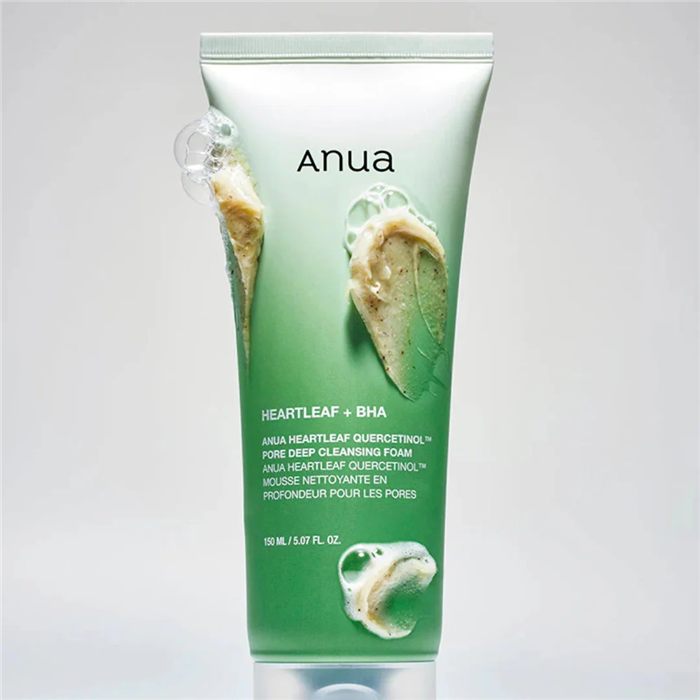 Anua
HEARTLEAF + BHA
ANUA HEARTLEAF QUERCETINOL™
PORE DEEP CLEANSING FOAM
ANUA HEARTLEAF QUERCETINOL™
MOUSSE NETTOYANTE EN
PROFONDEUR POUR LES PORES
150 ML / 5.07 FL. OZ.